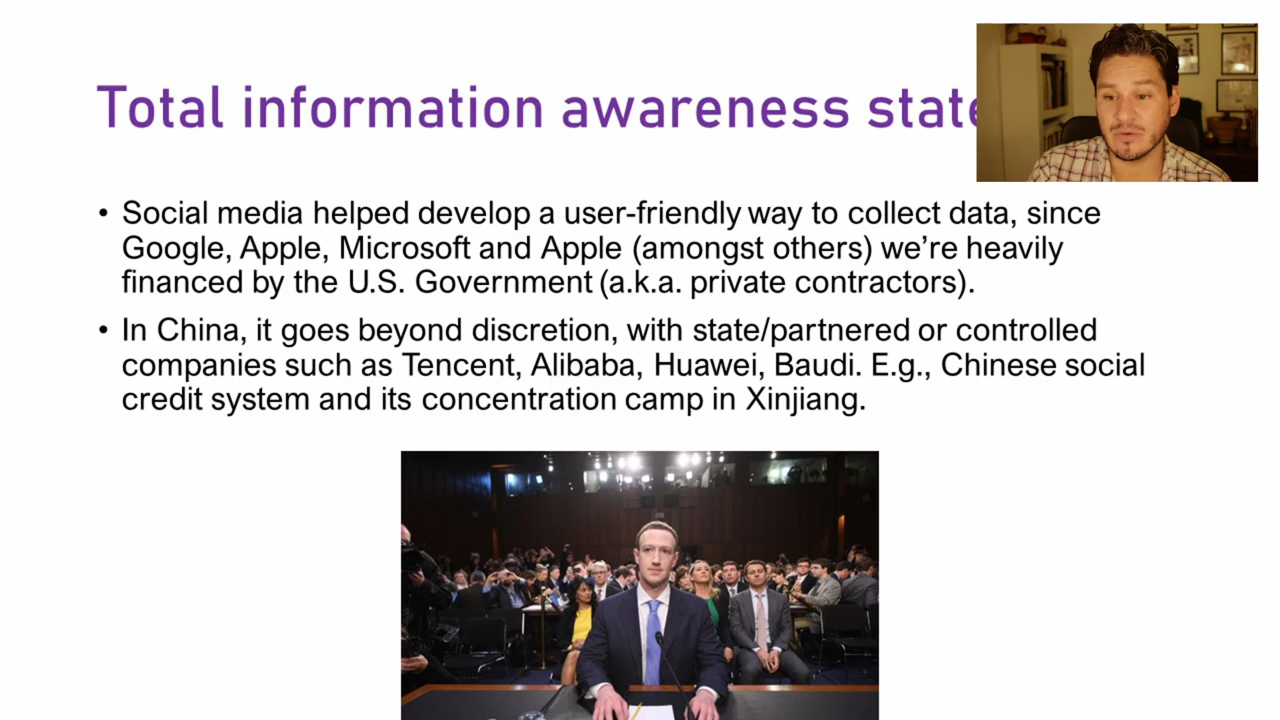 Total information awareness state
• Social media helped develop a user-friendly way to collect data, since
Google, Apple, Microsoft and Apple (amongst others) we’re heavily
financed by the U.S. Government (a.k.a. private contractors).
• In China, it goes beyond discretion, with state/partnered or controlled
companies such as Tencent, Alibaba, Huawei, Baudi. E.g., Chinese social
credit system and its concentration camp in Xinjiang.